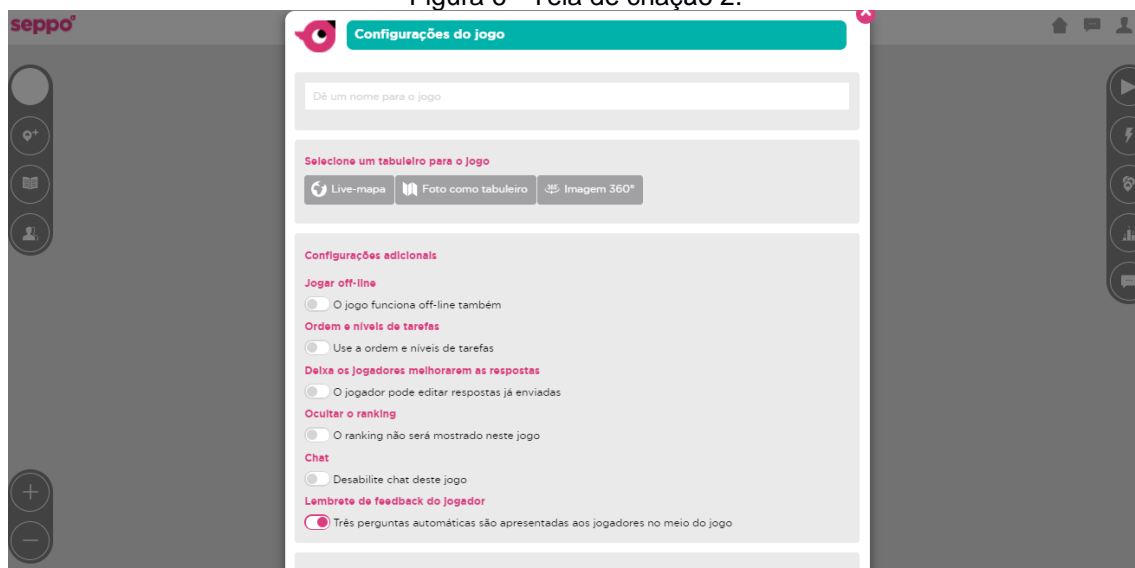 Tela de criação 2.
seppo
Configurações do jogo
Dê um nome para o jogo
Selecione um tabuleiro para o jogo
Live-mapa
Foto como tabuleiro
Imagem 360°
Configurações adicionais
Jogar off-line
O jogo funciona off-line também
Ordem e níveis de tarefas
Use a ordem e níveis de tarefas
Deixa os jogadores melhorarem as respostas
O jogador pode editar respostas já enviadas
Ocultar o ranking
O ranking não será mostrado neste jogo
Chat
Desabilite chat deste jogo
Lembrete de feedback do jogador
Três perguntas automáticas são apresentadas aos jogadores no meio do jogo